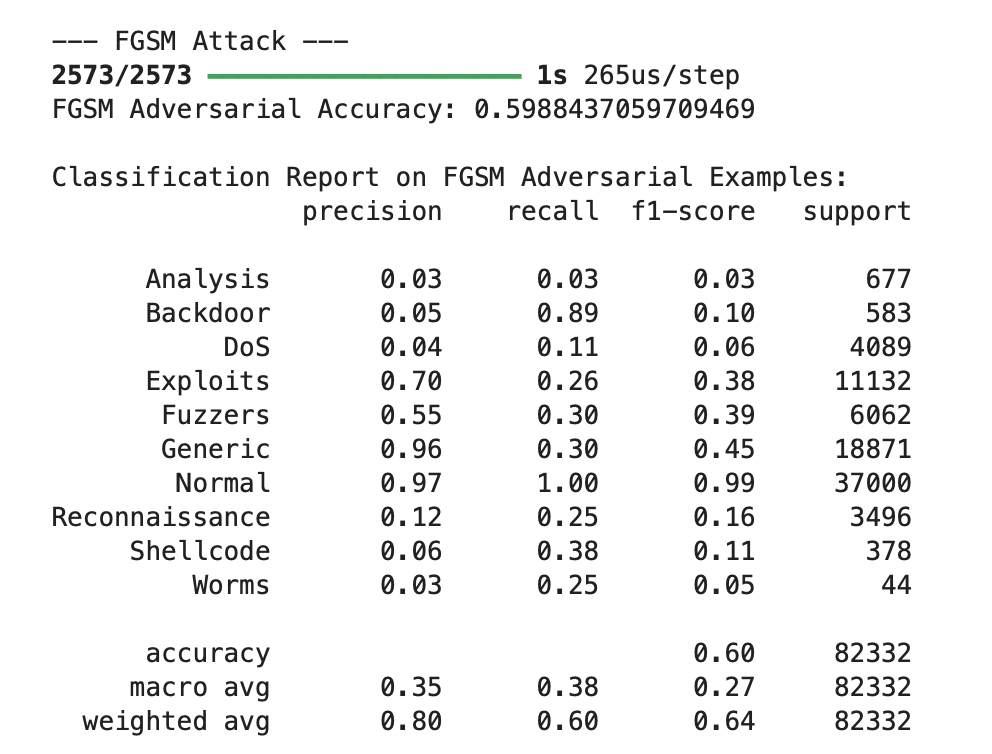 --- FGSM Attack ---
2573/2573 ━━━━━━━━━━━━━━━━━━━━ 1s 265us/step
FGSM Adversarial Accuracy: 0.5988437059709469
Classification Report on FGSM Adversarial Examples:
precision recall f1-score support
Analysis 0.03 0.03 0.03 677
Backdoor 0.05 0.89 0.10 583
DoS 0.04 0.11 0.06 4089
Exploits 0.70 0.26 0.38 11132
Fuzzers 0.55 0.30 0.39 6062
Generic 0.96 0.30 0.45 18871
Normal 0.97 1.00 0.99 37000
Reconnaissance 0.12 0.25 0.16 3496
Shellcode 0.06 0.38 0.11 378
Worms 0.03 0.25 0.05 44
accuracy 0.60 82332
macro avg 0.35 0.38 0.27 82332
weighted avg 0.80 0.60 0.64 82332